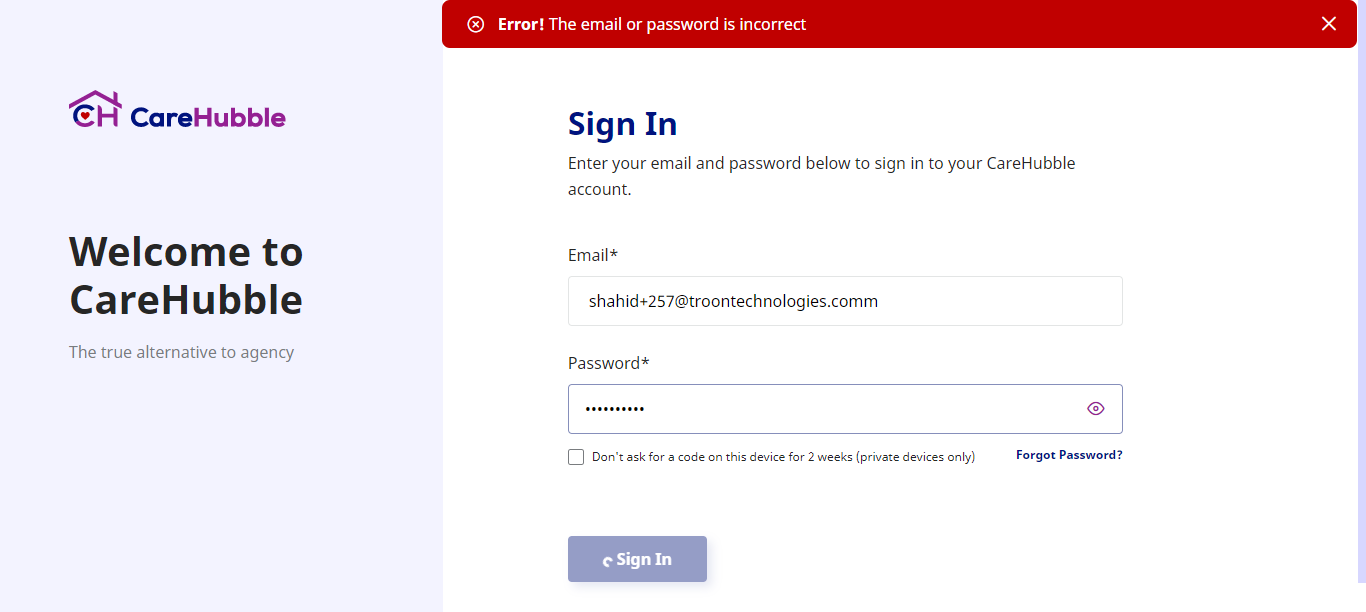 Error! The email or password is incorrect
CH CareHubble
Welcome to
CareHubble
The true alternative to agency
Sign In
Enter your email and password below to sign in to your CareHubble
account.
Email*
shahid+257@troontechnologies.comm
Password*
••••••••••
Don't ask for a code on this device for 2 weeks (private devices only)
Forgot Password?
Sign In